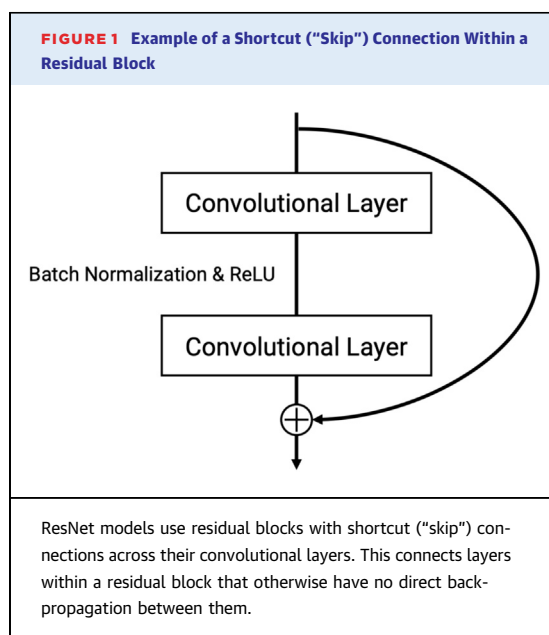 FIGURE 1 Example of a Shortcut (“Skip”) Connection Within a
Residual Block
Convolutional Layer
Batch Normalization & ReLU
Convolutional Layer
ResNet models use residual blocks with shortcut (“skip”) con-
nections across their convolutional layers. This connects layers
within a residual block that otherwise have no direct back-
propagation between them.